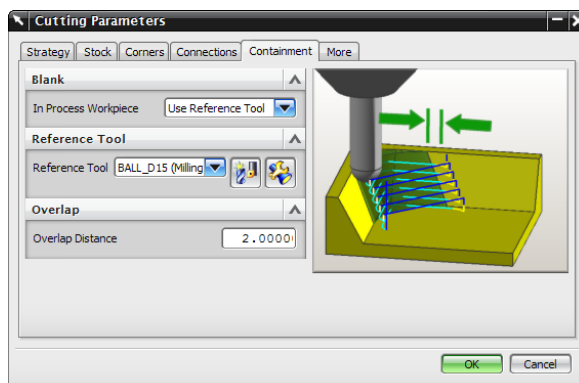 Cutting Parameters
Strategy Stock Corners Connections Containment More
Blank
In Process Workpiece Use Reference Tool
Reference Tool
Reference Tool BALL_D15 (Milling
Overlap
Overlap Distance 2.0000
OK Cancel